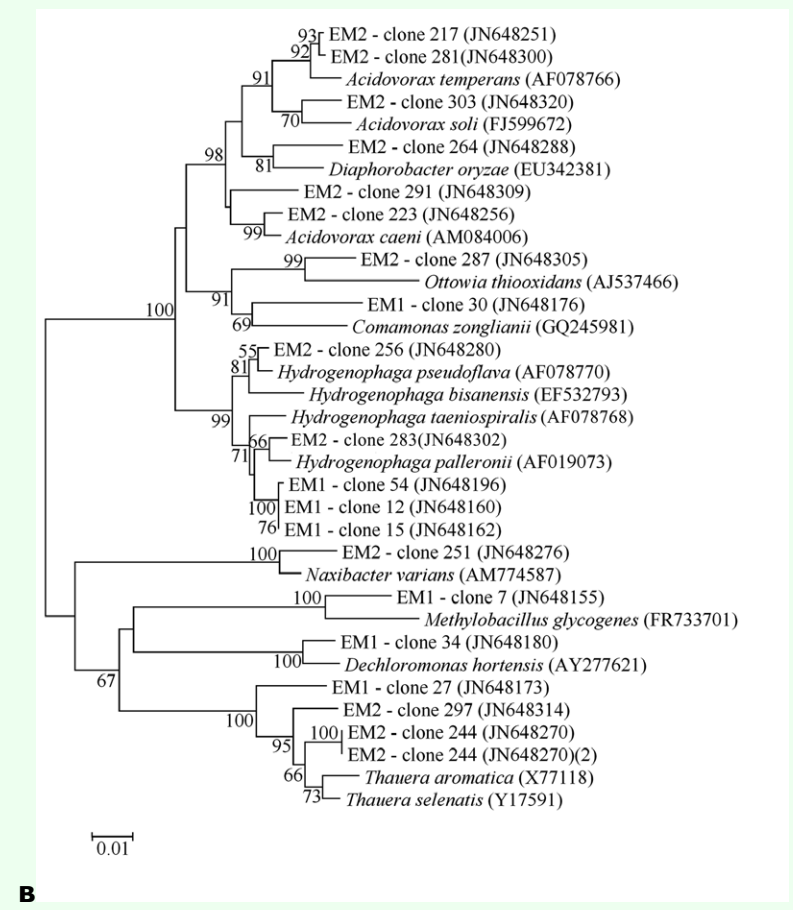 93 EM2 - clone 217 (JN648251)
92 EM2 - clone 281(JN648300)
91 Acidovorax temperans (AF078766)
EM2 - clone 303 (JN648320)
70 Acidovorax soli (FJ599672)
98 EM2 - clone 264 (JN648288)
81 Diaphorobacter oryzae (EU342381)
EM2 - clone 291 (JN648309)
EM2 - clone 223 (JN648256)
99 Acidovorax caeni (AM084006)
99 EM2 - clone 287 (JN648305)
Ottowia thiooxidans (AJ537466)
91 EM1 - clone 30 (JN648176)
100 69 Comamonas zonglianii (GQ245981)
55 EM2 - clone 256 (JN648280)
81 Hydrogenophaga pseudoflava (AF078770)
Hydrogenophaga bisanensis (EF532793)
99 Hydrogenophaga taeniospiralis (AF078768)
66 EM2 - clone 283(JN648302)
71 Hydrogenophaga palleronii (AF019073)
EM1 - clone 54 (JN648196)
100 EM1 - clone 12 (JN648160)
76 EM1 - clone 15 (JN648162)
100 EM2 - clone 251 (JN648276)
Naxibacter varians (AM774587)
100 EM1 - clone 7 (JN648155)
Methylobacillus glycogenes (FR733701)
EM1 - clone 34 (JN648180)
67 100 Dechloromonas hortensis (AY277621)
EM1 - clone 27 (JN648173)
100 EM2 - clone 297 (JN648314)
95 100 EM2 - clone 244 (JN648270)
EM2 - clone 244 (JN648270)(2)
66 Thauera aromatica (X77118)
73 Thauera selenatis (Y17591)
0.01
B